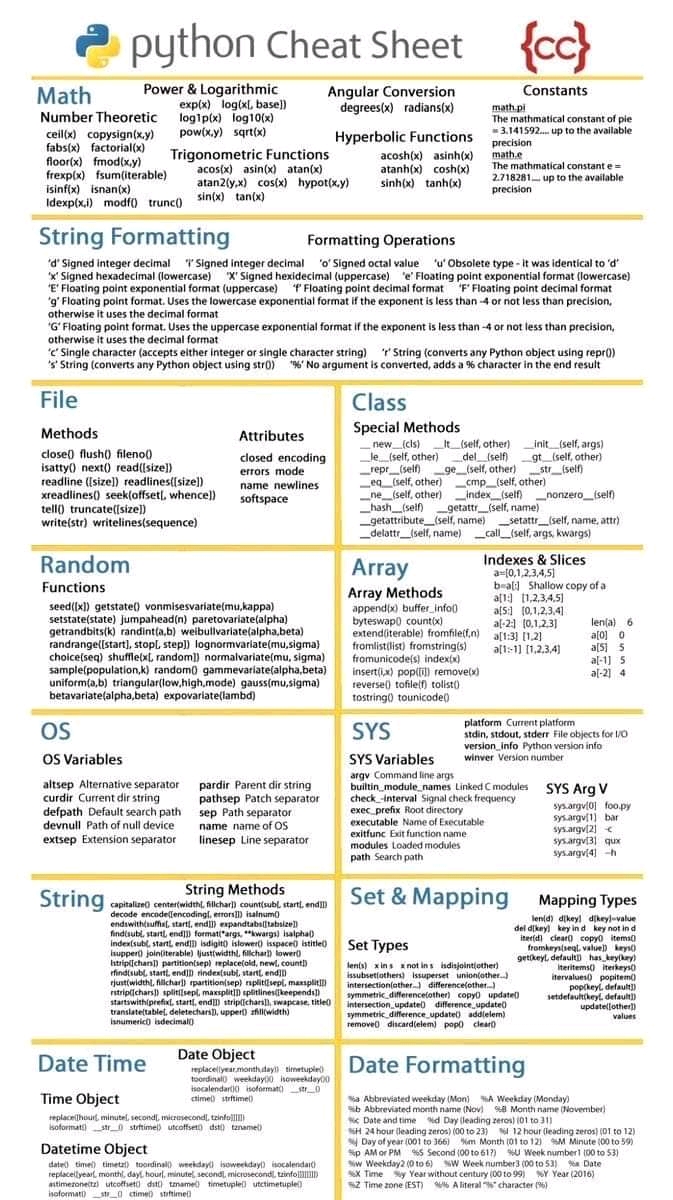 python Cheat Sheet
{cc}
Math
Number Theoretic
ceil(x) copysign(x,y)
fabs(x) factorial(x)
floor(x) fmod(x,y)
frexp(x) fsum(iterable)
isinf(x) isnan(x)
ldexp(x,i) modf() trunc()
Power & Logarithmic
exp(x) log(x[, base])
log1p(x) log10(x)
pow(x,y) sqrt(x)
Trigonometric Functions
acos(x) asin(x) atan(x)
atan2(y,x) cos(x) hypot(x,y)
sin(x) tan(x)
Angular Conversion
degrees(x) radians(x)
Hyperbolic Functions
acosh(x) asinh(x)
atanh(x) cosh(x)
sinh(x) tanh(x)
Constants
math.pi
The mathmatical constant of pie
= 3.141592.... up to the available
precision
math.e
The mathmatical constant e =
2.718281.... up to the available
precision
String Formatting
Formatting Operations
'd' Signed integer decimal 'i' Signed integer decimal 'o' Signed octal value 'u' Obsolete type - it was identical to 'd'
'x' Signed hexadecimal (lowercase) 'X' Signed hexidecimal (uppercase) 'e' Floating point exponential format (lowercase)
'E' Floating point exponential format (uppercase) 'f' Floating point decimal format 'F' Floating point decimal format
'g' Floating point format. Uses the lowercase exponential format if the exponent is less than -4 or not less than precision,
otherwise it uses the decimal format
'G' Floating point format. Uses the uppercase exponential format if the exponent is less than -4 or not less than precision,
otherwise it uses the decimal format
'c' Single character (accepts either integer or single character string) 'r' String (converts any Python object using repr())
's' String (converts any Python object using str()) '%' No argument is converted, adds a % character in the end result
File
Methods
close() flush() fileno()
isatty() next() read([size])
readline ([size]) readlines([size])
xreadlines() seek(offset[, whence])
tell() truncate([size])
write(str) writelines(sequence)
Attributes
closed encoding
errors mode
name newlines
softspace
Class
Special Methods
__new__(cls) __lt__(self, other) __init__(self, args)
__le__(self, other) __del__(self) __gt__(self, other)
__repr__(self) __ge__(self, other) __str__(self)
__eq__(self, other) __cmp__(self, other)
__ne__(self, other) __index__(self) __nonzero__(self)
__hash__(self) __getattr__(self, name)
__getattribute__(self, name) __setattr__(self, name, attr)
__delattr__(self, name) __call__(self, args, kwargs)
Random
Functions
seed([x]) getstate() vonmisesvariate(mu,kappa)
setstate(state) jumpahead(n) paretovariate(alpha)
getrandbits(k) randint(a,b) weibullvariate(alpha,beta)
randrange([start], stop[, step]) lognormvariate(mu,sigma)
choice(seq) shuffle(x[, random]) normalvariate(mu, sigma)
sample(population,k) random() gammevariate(alpha,beta)
uniform(a,b) triangular(low,high,mode) gauss(mu,sigma)
betavariate(alpha,beta) expovariate(lambd)
Array
Array Methods
append(x) buffer_info()
byteswap() count(x)
extend(iterable) fromfile(f,n)
fromlist(list) fromstring(s)
fromunicode(s) index(x)
insert(i,x) pop([i]) remove(x)
reverse() tofile(f) tolist()
tostring() tounicode()
Indexes & Slices
a=[0,1,2,3,4,5]
b=a[:] Shallow copy of a
a[1:] [1,2,3,4,5]
a[5:] [0,1,2,3,4]
a[-2:] [0,1,2,3]
a[1:3] [1,2]
a[1:-1] [1,2,3,4]
len(a) 6
a[0] 0
a[5] 5
a[-1] 5
a[-2] 4
OS
OS Variables
altsep Alternative separator
curdir Current dir string
defpath Default search path
devnull Path of null device
extsep Extension separator
pardir Parent dir string
pathsep Patch separator
sep Path separator
name name of OS
linesep Line separator
SYS
SYS Variables
argv Command line args
builtin_module_names Linked C modules
check_-interval Signal check frequency
exec_prefix Root directory
executable Name of Executable
exitfunc Exit function name
modules Loaded modules
path Search path
platform Current platform
stdin, stdout, stderr File objects for I/O
version_info Python version info
winver Version number
SYS Arg V
sys.argv[0] foo.py
sys.argv[1] bar
sys.argv[2] -c
sys.argv[3] qux
sys.argv[4] --h
String
String Methods
capitalize() center(width[, fillchar]) count(sub[, start[, end]])
decode encode([encoding[, errors]]) isalnum()
endswith(suffix[, start[, end]]) expandtabs([tabsize])
find(sub[, start[, end]]) format(*args, **kwargs) isalpha()
index(sub[, start[, end]]) isdigit() islower() isspace() istitle()
isupper() join(iterable) ljust(width[, fillchar]) lower()
lstrip([chars]) partition(sep) replace(old, new[, count])
rfind(sub[, start[, end]]) rindex(sub[, start[, end]])
rjust(width[, fillchar]) rpartition(sep) rsplit([sep[, maxsplit]])
rstrip([chars]) split([sep[, maxsplit]]) splitlines([keepends])
startswith(prefix[, start[, end]]) strip([chars]), swapcase, title()
translate(table[, deletechars]), upper() zfill(width)
isnumeric() isdecimal()
Set & Mapping
Set Types
len(s) x in s x not in s isdisjoint(other)
issubset(others) issuperset union(other...)
intersection(other...) difference(other...)
symmetric_difference(other) copy() update()
intersection_update() difference_update()
symmetric_difference_update() add(elem)
remove() discard(elem) pop() clear()
Mapping Types
len(d) d[key] d[key]=value
del d[key] key in d key not in d
iter(d) clear() copy() items()
fromkeys(seq[, value]) keys()
get(key[, default]) has_key(key)
iteritems() iterkeys()
itervalues() popitem()
pop(key[, default])
setdefault(key[, default])
update([other])
values
Date Time
Time Object
replace([hour[, minute[, second[, microsecond[, tzinfo]]]]])
isoformat() __str__() strftime() utcoffset() dst() tzname()
Date Object
replace((year,month,day)) timetuple()
toordinal() weekday()() isoweekday()()
isocalendar()() isoformat() __str__()
ctime() strftime()
Datetime Object
date() time() timetz() toordinal() weekday() isoweekday() isocalendar()
replace([year[, month[, day[, hour[, minute[, second[, microsecond[, tzinfo]]]]]]]])
astimezone(tz) utcoffset() dst() tzname() timetuple() utctimetuple()
isoformat() __str__() ctime() strftime()
Date Formatting
%a Abbreviated weekday (Mon) %A Weekday (Monday)
%b Abbreviated month name (Nov) %B Month name (November)
%c Date and time %d Day (leading zeros) (01 to 31)
%H 24 hour (leading zeros) (00 to 23) %I 12 hour (leading zeros) (01 to 12)
%j Day of year (001 to 366) %m Month (01 to 12) %M Minute (00 to 59)
%p AM or PM %S Second (00 to 61?) %U Week number1 (00 to 53)
%w Weekday2 (0 to 6) %W Week number3 (00 to 53) %x Date
%X Time %y Year without century (00 to 99) %Y Year (2016)
%Z Time zone (EST) %% A literal "%" character (%)